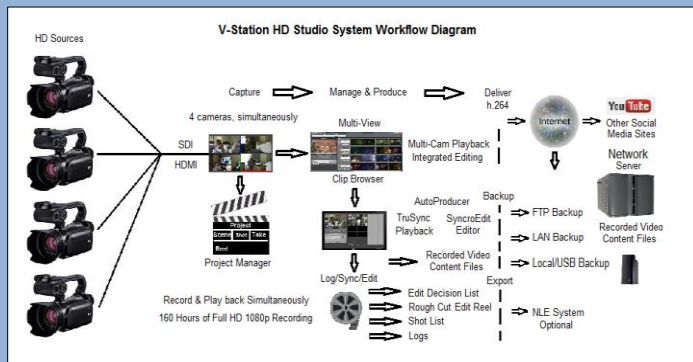 V-Station HD Studio System Workflow Diagram
HD Sources
Capture
Manage & Produce
Deliver
h.264
4 cameras, simultaneously
Multi-View
SDI
HDMI
Multi-Cam Playback
Integrated Editing
Internet
YouTube
Other Social
Media Sites
Clip Browser
Network
Server
Project
Scene Shot Take
Reel
Project Manager
AutoProducer
TruSync
Playback
SyncroEdit
Editor
Backup
FTP Backup
LAN Backup
Local/USB Backup
Recorded Video
Content Files
Recorded Video
Content Files
Log/Sync/Edit
Export
Record & Play back Simultaneously
160 Hours of Full HD 1080p Recording
Edit Decision List
Rough Cut Edit Reel
Shot List
Logs
NLE System
Optional